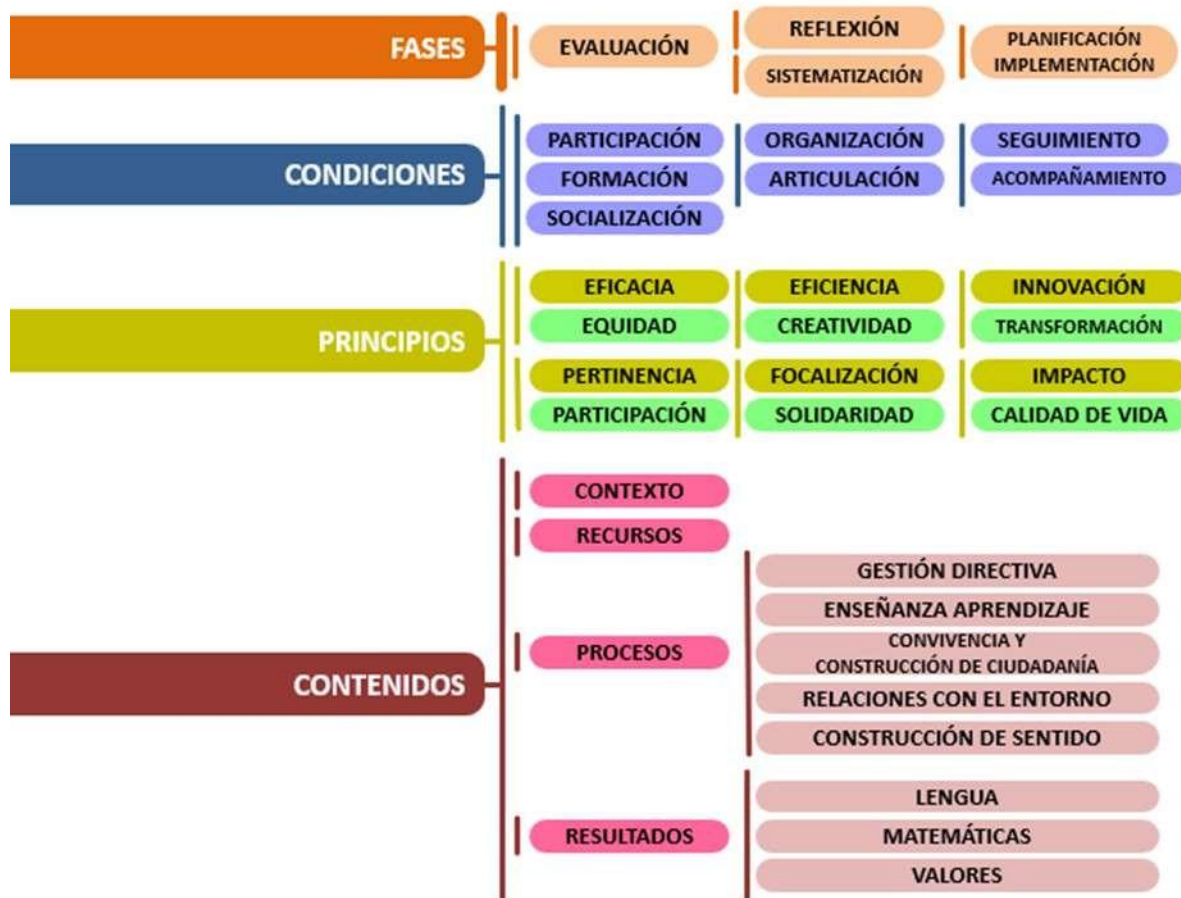 FASES
EVALUACIÓN
REFLEXIÓN
SISTEMATIZACIÓN
PLANIFICACIÓN
IMPLEMENTACIÓN
CONDICIONES
PARTICIPACIÓN
FORMACIÓN
SOCIALIZACIÓN
ORGANIZACIÓN
ARTICULACIÓN
SEGUIMIENTO
ACOMPAÑAMIENTO
PRINCIPIOS
EFICACIA
EQUIDAD
EFICIENCIA
CREATIVIDAD
INNOVACIÓN
TRANSFORMACIÓN
PERTINENCIA
PARTICIPACIÓN
FOCALIZACIÓN
SOLIDARIDAD
IMPACTO
CALIDAD DE VIDA
CONTENIDOS
CONTEXTO
RECURSOS
PROCESOS
GESTIÓN DIRECTIVA
ENSEÑANZA APRENDIZAJE
CONVIVENCIA Y
CONSTRUCCIÓN DE CIUDADANÍA
RELACIONES CON EL ENTORNO
CONSTRUCCIÓN DE SENTIDO
RESULTADOS
LENGUA
MATEMÁTICAS
VALORES